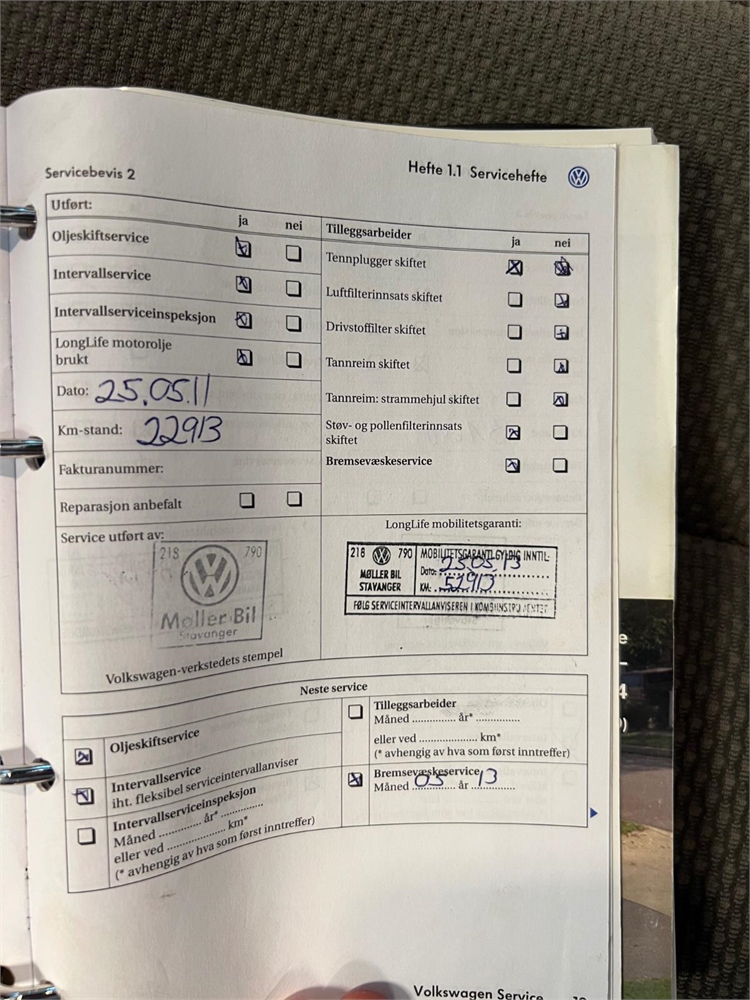 Servicebevis 2
Hefte 1.1 Servicehefte
Utført:
ja nei
Oljeskiftservice
Intervallservice
Intervallserviceinspeksjon
LongLife motorolje
brukt
Dato: 25.05.11
Km-stand: 22913
Fakturanummer:
Reparasjon anbefalt
Tilleggsarbeider
ja nei
Tennplugger skiftet
Luftfilterinnsats skiftet
Drivstoffilter skiftet
Tannreim skiftet
Tannreim: strammehjul skiftet
Støv- og pollenfilterinnsats
skiftet
Bremsevæskeservice
Service utført av:
218 790
Møller Bil
Stavanger
Volkswagen-verkstedets stempel
LongLife mobilitetsgaranti:
218 790
MØLLER BIL
STAVANGER
MOBILITETSGARANTI GYLDIG INNTIL:
Dato: 25.05.13
KM: 52913
FØLG SERVICEINTERVALLANVISEREN I KOMBIINSTRUMENTET
Neste service
Oljeskiftservice
Intervallservice
iht. fleksibel serviceintervallanviser
Intervallserviceinspeksjon
Måned ............ år* ............
eller ved ................. km*
(* avhengig av hva som først inntreffer)
Tilleggsarbeider
Måned ............ år* ............
eller ved ................. km*
(* avhengig av hva som først inntreffer)
Bremsevæskeservice
Måned 05 år 13
Volkswagen Service